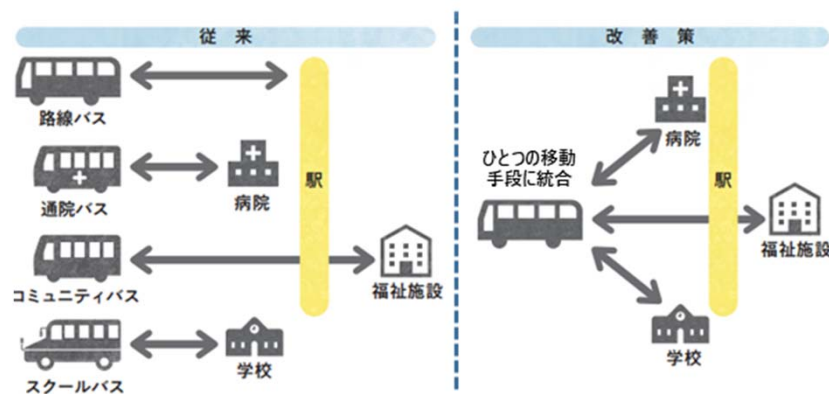 従来
路線バス
通院バス
病院
駅
コミュニティバス
福祉施設
スクールバス
学校
改善策
病院
ひとつの移動
手段に統合
駅
福祉施設
学校